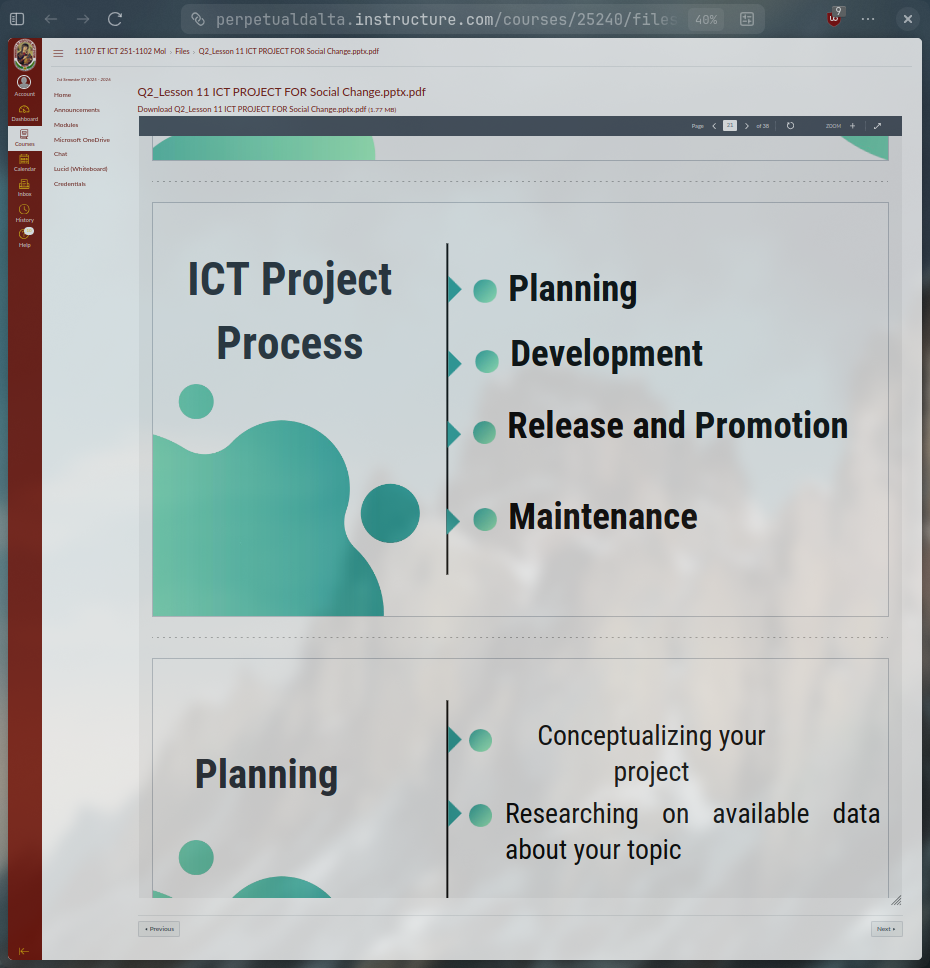 perpetualdalta.instructure.com/courses/25240/files
40%
9
11107 ET ICT 251-1102 Mol › Files › Q2_Lesson 11 ICT PROJECT FOR Social Change.pptx.pdf
1st Semester SY 2025 - 2026
Account
Dashboard
Courses
Calendar
Inbox
History
Help
Home
Announcements
Modules
Microsoft OneDrive
Chat
Lucid (Whiteboard)
Credentials
Q2_Lesson 11 ICT PROJECT FOR Social Change.pptx.pdf
Download Q2_Lesson 11 ICT PROJECT FOR Social Change.pptx.pdf (1.77 MB)
Page 21 of 38 ZOOM
ICT Project
Process
Planning
Development
Release and Promotion
Maintenance
Planning
Conceptualizing your
project
Researching on available data
about your topic
Previous
Next